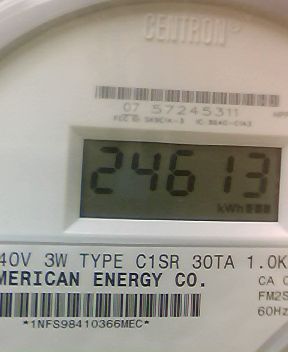 CENTRON®
07 57245311
24613
kWh
40V 3W TYPE C1SR 30TA 1.0K
MERICAN ENERGY CO.
CA 0
FM2S
60Hz
*1NFS98410366MEC*